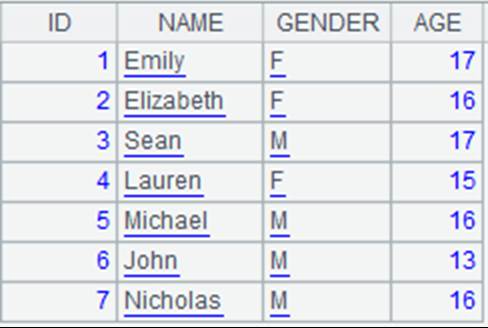 ID NAME GENDER AGE
1 Emily F 17
2 Elizabeth F 16
3 Sean M 17
4 Lauren F 15
5 Michael M 16
6 John M 13
7 Nicholas M 16